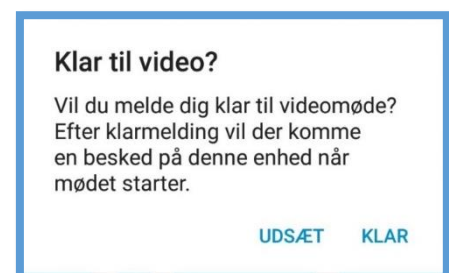 Klar til video?
Vil du melde dig klar til videomøde?
Efter klarmelding vil der komme
en besked på denne enhed når
mødet starter.
UDSÆT KLAR